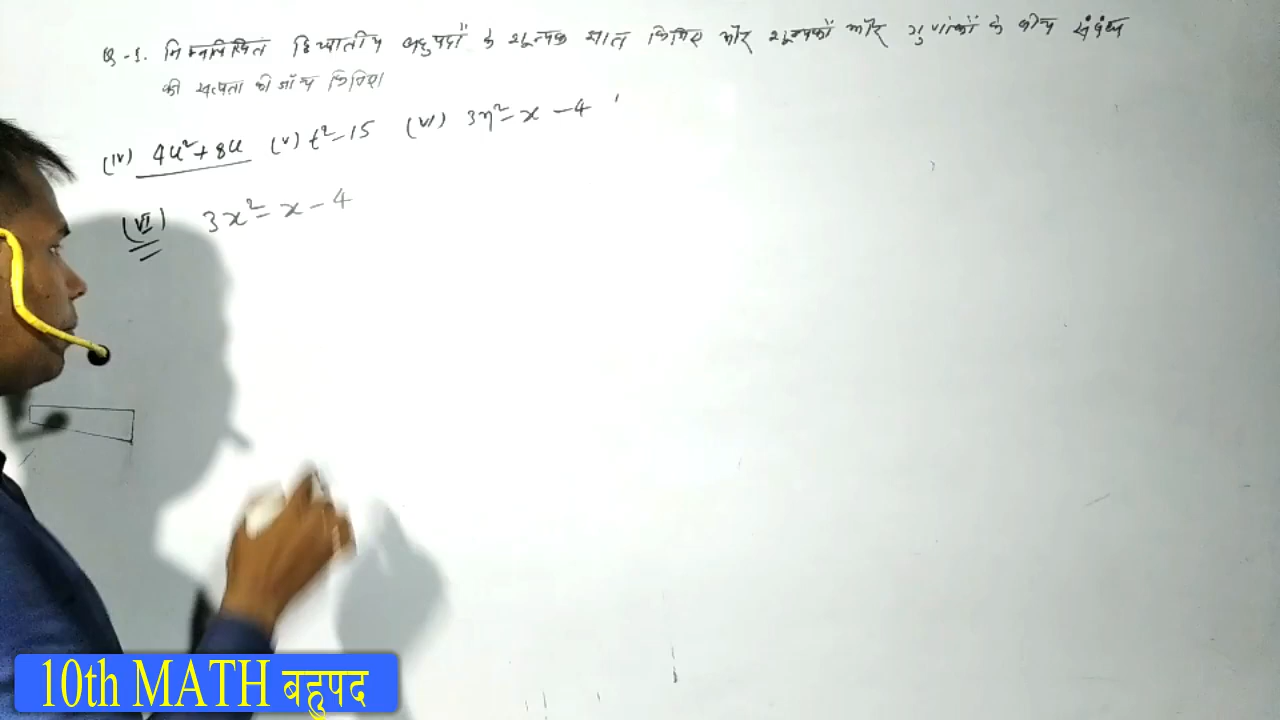 Q-1. निम्नलिखित द्विघातीय बहुपदों के शून्यक ज्ञात किजिए और शून्यकों और गुणांकों के बीच संबंध
की सत्यता की जाँच किजिए
(iv) 4u²+8u (v) t²-15 (vi) 3x²-x-4
(VI) 3x²-x-4
10th MATH बहुपद